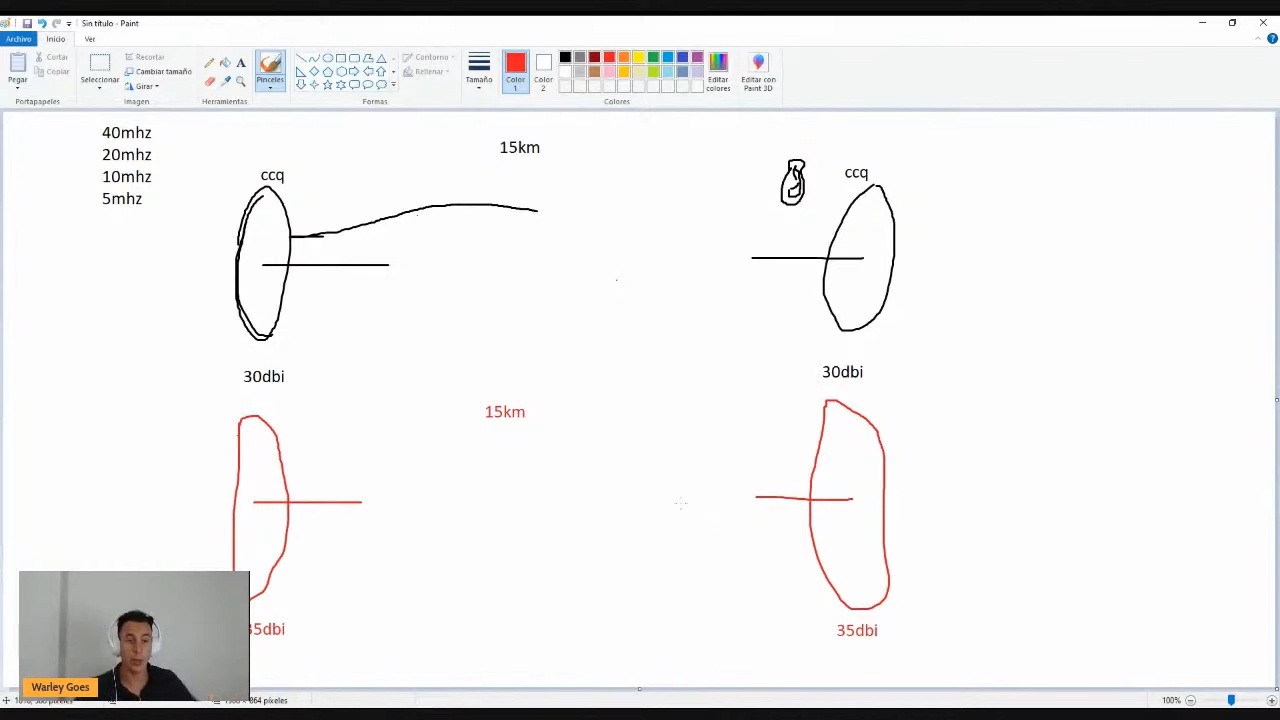 Sin título - Paint
Archivo
Inicio
Ver
Pegar
Cortar
Copiar
Portapapeles
Seleccionar
Recortar
Cambiar tamaño
Girar
Imagen
Pinceles
Herramientas
Contorno
Rellenar
Formas
Tamaño
Color 1
Color 2
Editar colores
Editar con Paint 3D
Colores
40mhz
20mhz
10mhz
5mhz
15km
ccq
ccq
30dbi
30dbi
15km
35dbi
35dbi
Warley Goes
100%